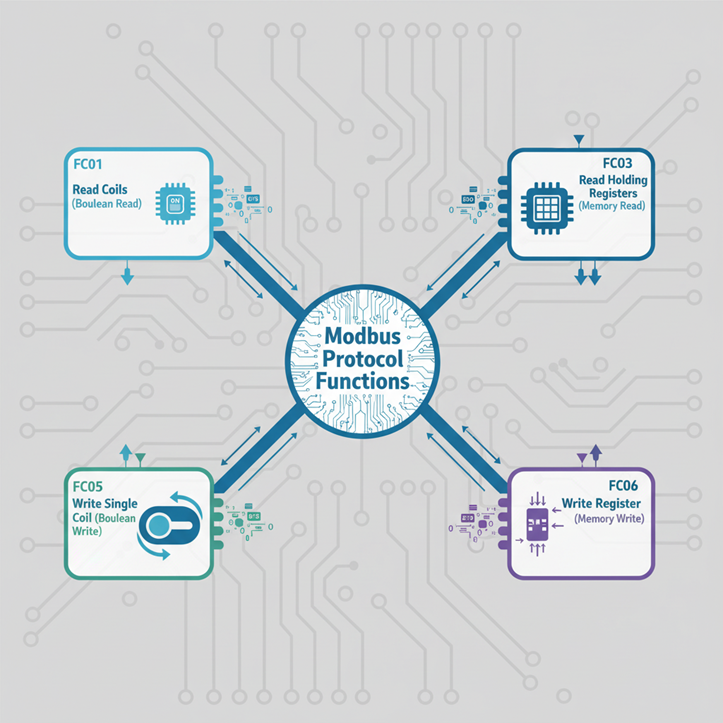 FC01
Read Coils
(Boulean Read)
ON
FC03
Read Holding
Registers
(Memory Read)
Modbus
Protocol
Functions
FC05
Write Single
Coil (Boulean
Write)
FC06
Write Register
(Memory Write)